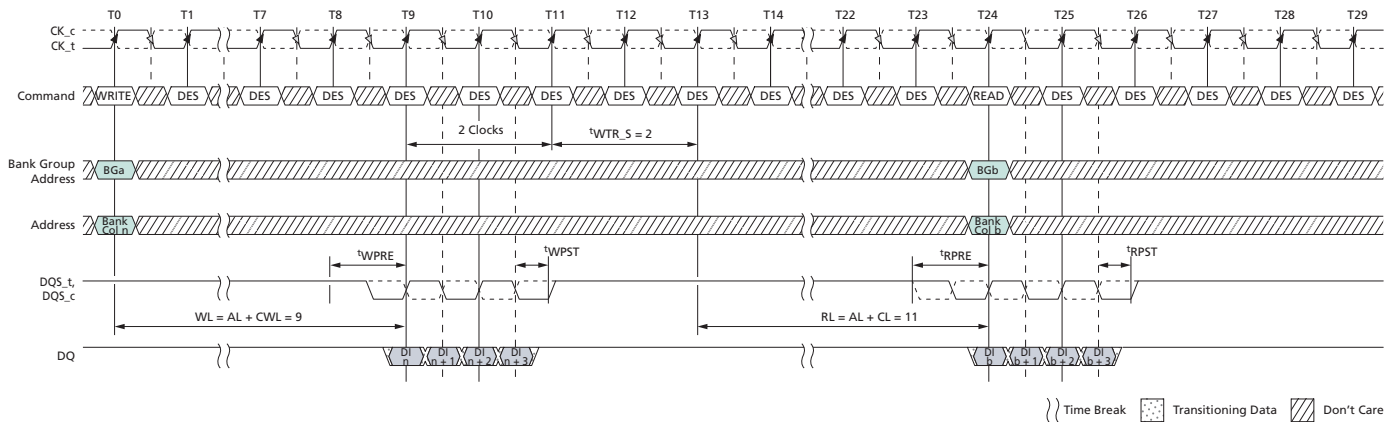 T0 T1 T7 T8 T9 T10 T11 T12 T13 T14 T22 T23 T24 T25 T26 T27 T28 T29
CK_c
CK_t
Command WRITE DES DES DES DES DES DES DES DES DES DES DES READ DES DES DES DES DES
2 Clocks tWTR_S = 2
Bank Group
Address
BGa BGb
Address
Bank
Col n
Bank
Col b
tWPRE tWPST tRPRE tRPST
DQS_t,
DQS_c
WL = AL + CWL = 9 RL = AL + CL = 11
DQ
DI
n
DI
n + 1
DI
n + 2
DI
n + 3
DI
b
DI
b + 1
DI
b + 2
DI
b + 3
Time Break Transitioning Data Don't Care